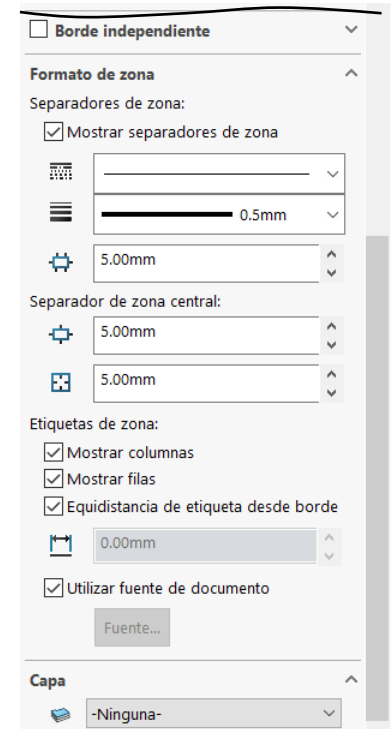 Borde independiente
Formato de zona
Separadores de zona:
Mostrar separadores de zona
0.5mm
5.00mm
Separador de zona central:
5.00mm
5.00mm
Etiquetas de zona:
Mostrar columnas
Mostrar filas
Equidistancia de etiqueta desde borde
0.00mm
Utilizar fuente de documento
Fuente...
Capa
-Ninguna-